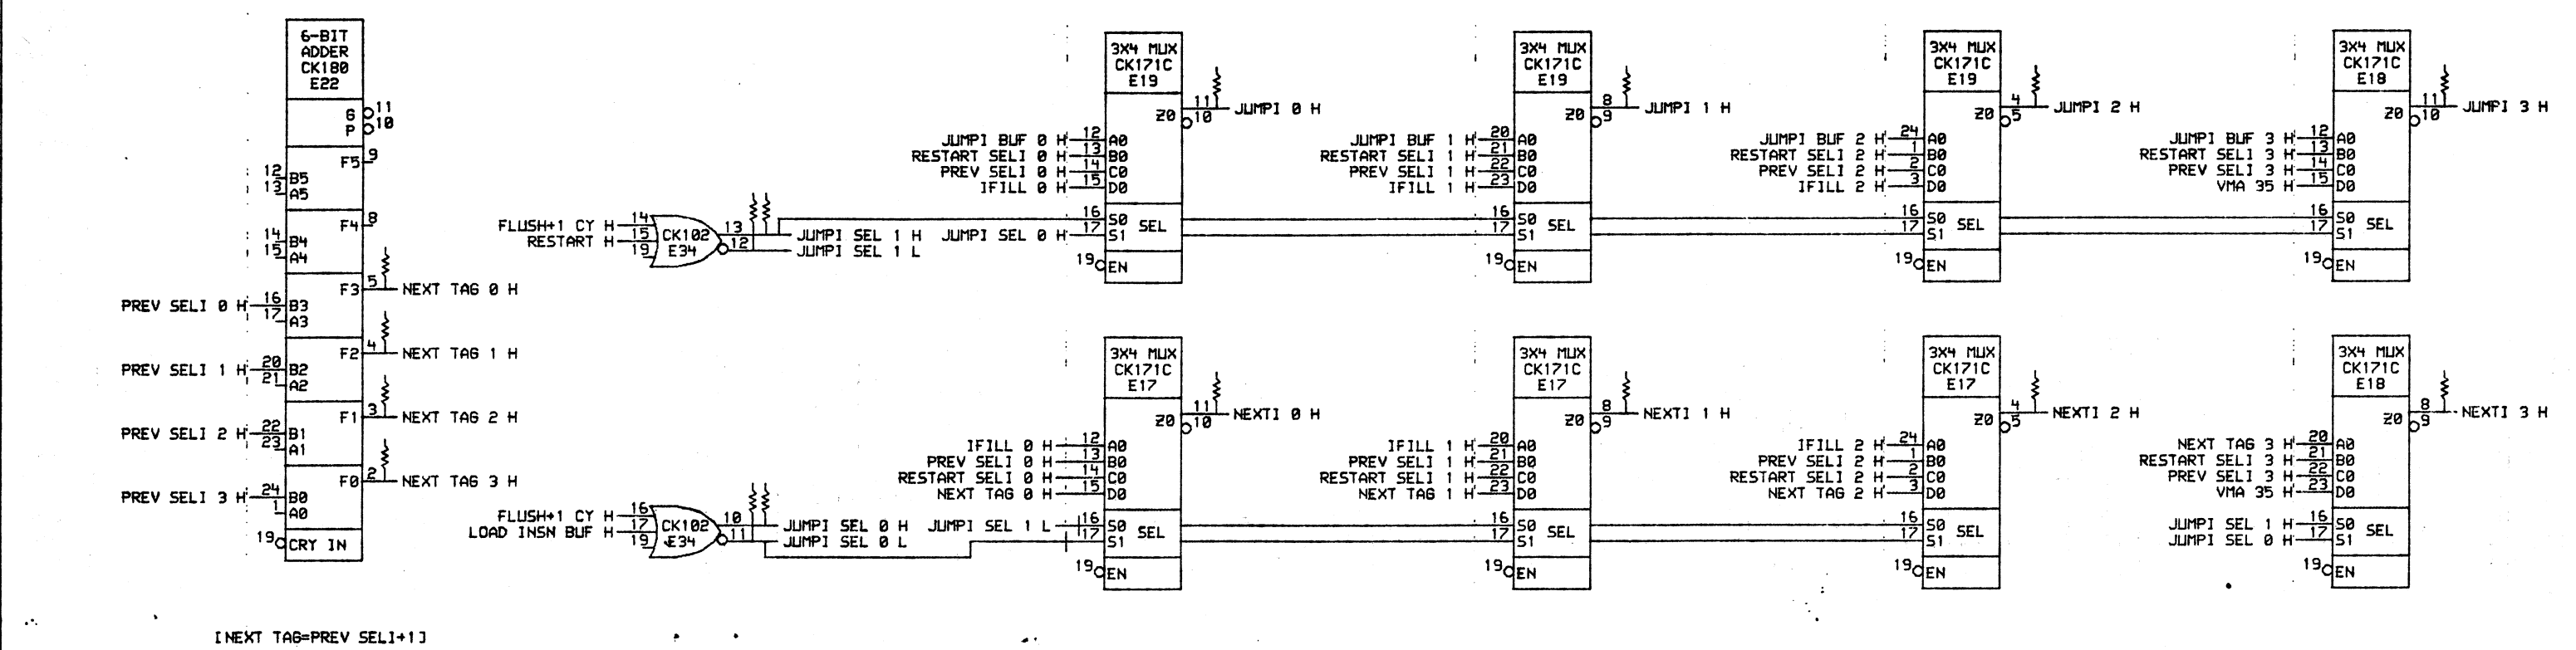 6-BIT
ADDER
CK180
E22
G 11
P 10
F5 9
12 B5
13 A5
F4 8
14 B4
15 A4
F3 5 NEXT TAG 0 H
PREV SELI 0 H 16 B3
17 A3
F2 4 NEXT TAG 1 H
PREV SELI 1 H 20 B2
21 A2
F1 3 NEXT TAG 2 H
PREV SELI 2 H 22 B1
23 A1
F0 2 NEXT TAG 3 H
PREV SELI 3 H 24 B0
1 A0
19 CRY IN
[NEXT TAG=PREV SELI+1]
FLUSH+1 CY H 14
RESTART H 15
19
CK102
E34
13 JUMPI SEL 1 H
12 JUMPI SEL 1 L
FLUSH+1 CY H 16
LOAD INSN BUF H 17
19
CK102
E34
10 JUMPI SEL 0 H
11 JUMPI SEL 0 L
3X4 MUX
CK171C
E19
Z0 11 JUMPI 0 H
10
JUMPI BUF 0 H 12 A0
RESTART SELI 0 H 13 B0
PREV SELI 0 H 14 C0
IFILL 0 H 15 D0
16 S0 SEL
JUMPI SEL 0 H 17 S1
19 EN
3X4 MUX
CK171C
E19
Z0 8 JUMPI 1 H
9
JUMPI BUF 1 H 20 A0
RESTART SELI 1 H 21 B0
PREV SELI 1 H 22 C0
IFILL 1 H 23 D0
16 S0 SEL
17 S1
19 EN
3X4 MUX
CK171C
E19
Z0 4 JUMPI 2 H
5
JUMPI BUF 2 H 24 A0
RESTART SELI 2 H 1 B0
PREV SELI 2 H 2 C0
IFILL 2 H 3 D0
16 S0 SEL
17 S1
19 EN
3X4 MUX
CK171C
E18
Z0 11 JUMPI 3 H
10
JUMPI BUF 3 H 12 A0
RESTART SELI 3 H 13 B0
PREV SELI 3 H 14 C0
VMA 35 H 15 D0
16 S0 SEL
17 S1
19 EN
3X4 MUX
CK171C
E17
Z0 11 NEXTI 0 H
10
IFILL 0 H 12 A0
PREV SELI 0 H 13 B0
RESTART SELI 0 H 14 C0
NEXT TAG 0 H 15 D0
JUMPI SEL 1 L 16 S0 SEL
17 S1
19 EN
3X4 MUX
CK171C
E17
Z0 8 NEXTI 1 H
9
IFILL 1 H 20 A0
PREV SELI 1 H 21 B0
RESTART SELI 1 H 22 C0
NEXT TAG 1 H 23 D0
16 S0 SEL
17 S1
19 EN
3X4 MUX
CK171C
E17
Z0 4 NEXTI 2 H
5
IFILL 2 H 24 A0
PREV SELI 2 H 1 B0
RESTART SELI 2 H 2 C0
NEXT TAG 2 H 3 D0
16 S0 SEL
17 S1
19 EN
3X4 MUX
CK171C
E18
Z0 8 NEXTI 3 H
9
NEXT TAG 3 H 20 A0
RESTART SELI 3 H 21 B0
PREV SELI 3 H 22 C0
VMA 35 H 23 D0
JUMPI SEL 1 H 16 S0 SEL
JUMPI SEL 0 H 17 S1
19 EN